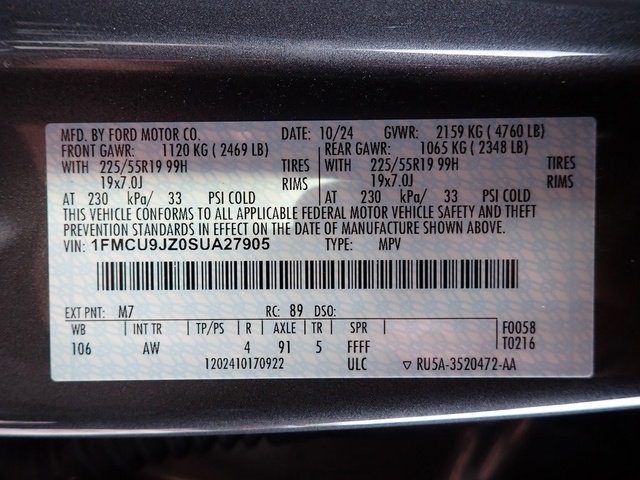 MFD. BY FORD MOTOR CO. DATE: 10/24 GVWR: 2159 KG ( 4760 LB)
FRONT GAWR: 1120 KG ( 2469 LB) REAR GAWR: 1065 KG ( 2348 LB)
WITH 225/55R19 99H TIRES WITH 225/55R19 99H TIRES
19x7.0J RIMS 19x7.0J RIMS
AT 230 kPa/ 33 PSI COLD AT 230 kPa/ 33 PSI COLD
THIS VEHICLE CONFORMS TO ALL APPLICABLE FEDERAL MOTOR VEHICLE SAFETY AND THEFT
PREVENTION STANDARDS IN EFFECT ON THE DATE OF MANUFACTURE SHOWN ABOVE.
VIN: 1FMCU9JZ0SUA27905 TYPE: MPV
EXT PNT: M7 RC: 89 DSO:
WB INT TR TP/PS R AXLE TR SPR F0058
106 AW 4 91 5 FFFF T0216
1202410170922 ULC ▽ RU5A-3520472-AA